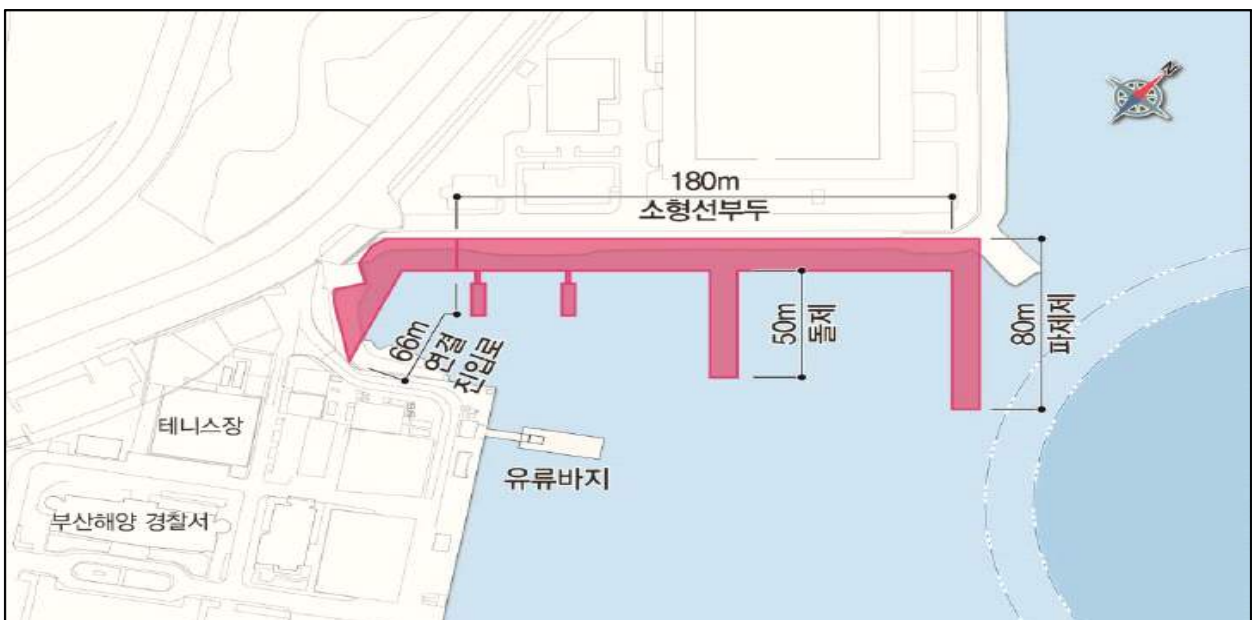 N
180m
소형선부두
66m
연결
진입로
50m
돌제
80m
파제제
테니스장
유류바지
부산해양 경찰서